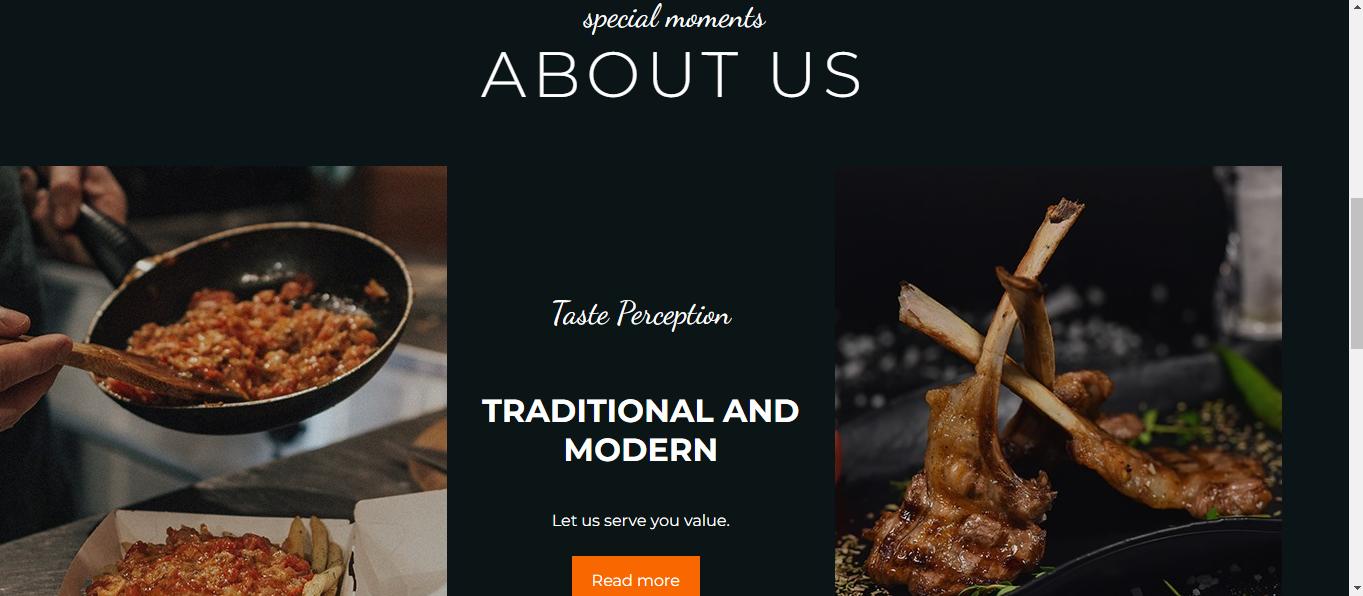 special moments
ABOUT US
Taste Perception
TRADITIONAL AND
MODERN
Let us serve you value.
Read more